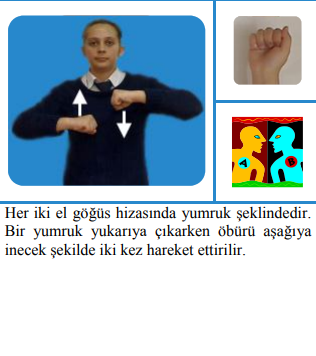 A
B
Her iki el göğüs hizasında yumruk şeklindedir.
Bir yumruk yukarıya çıkarken öbürü aşağıya
inecek şekilde iki kez hareket ettirilir.